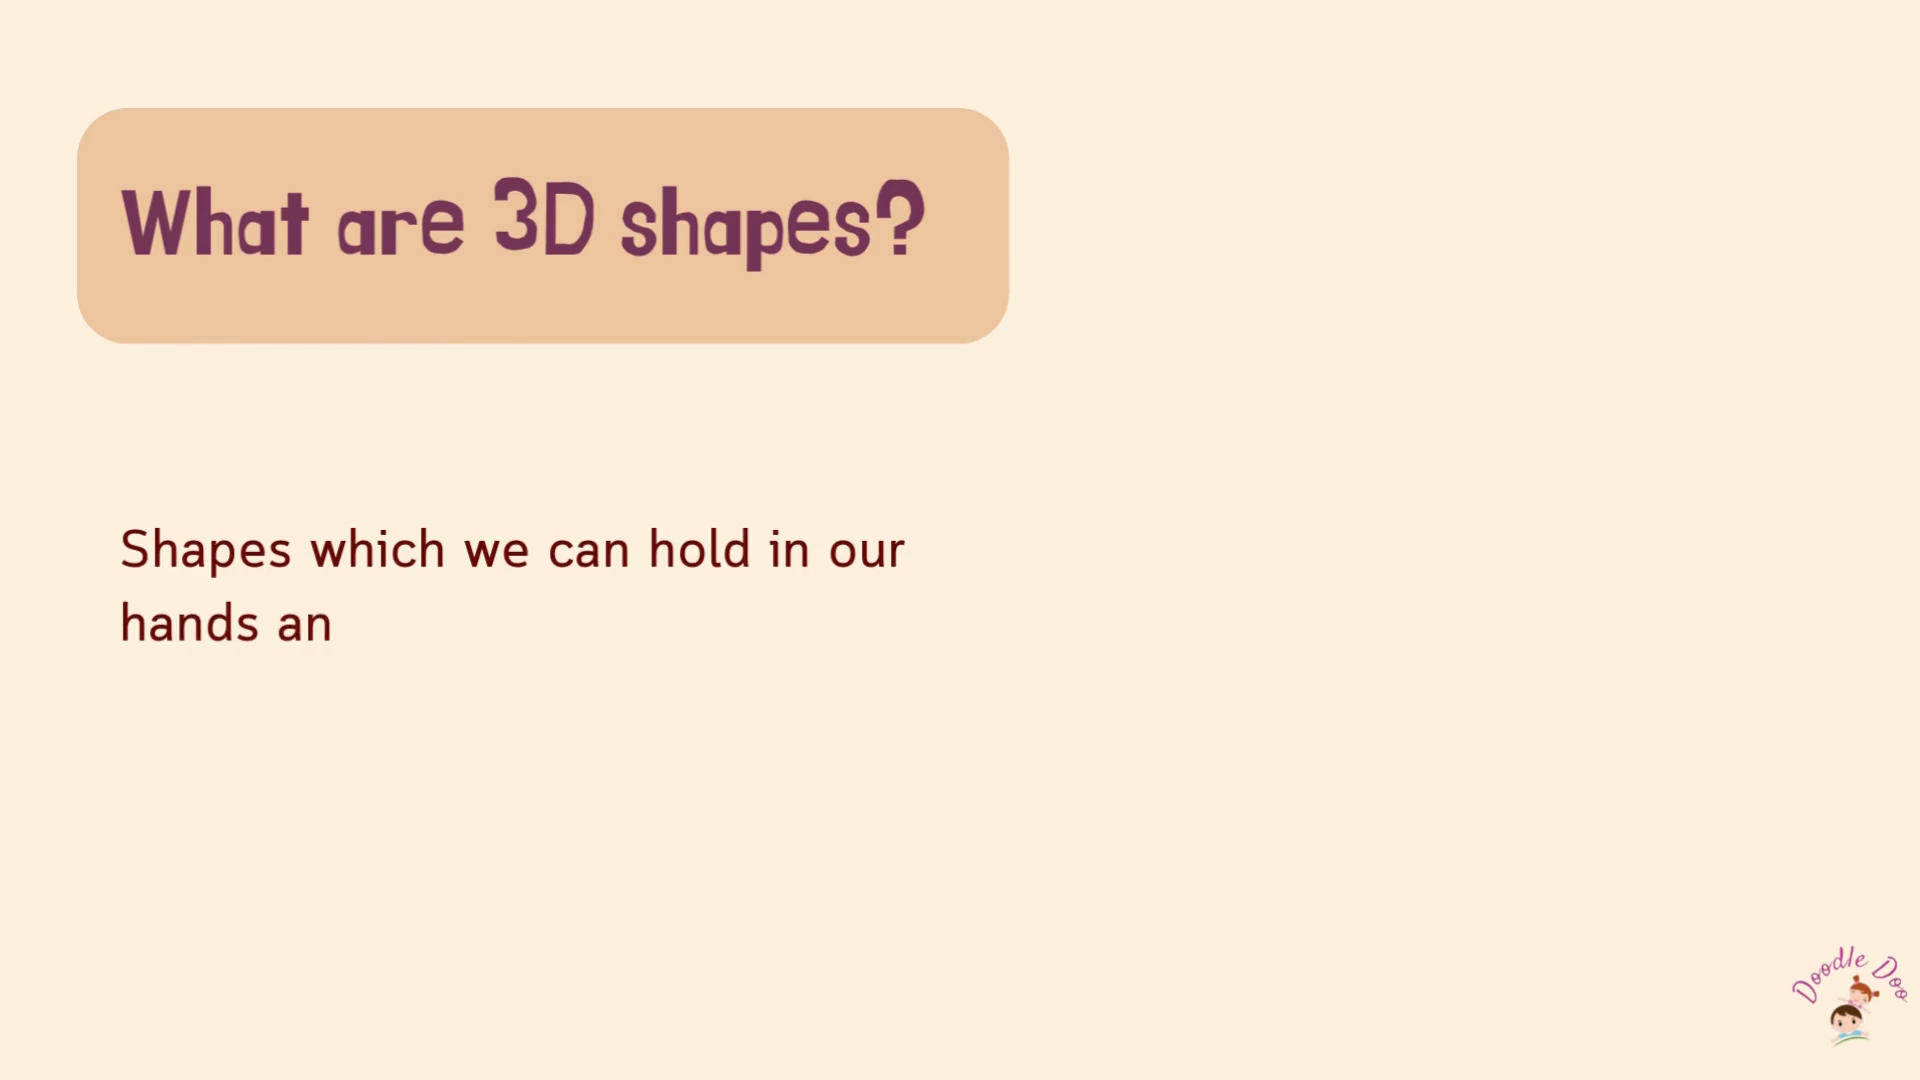 What are 3D shapes?
Shapes which we can hold in our
hands an
Doodle Doo